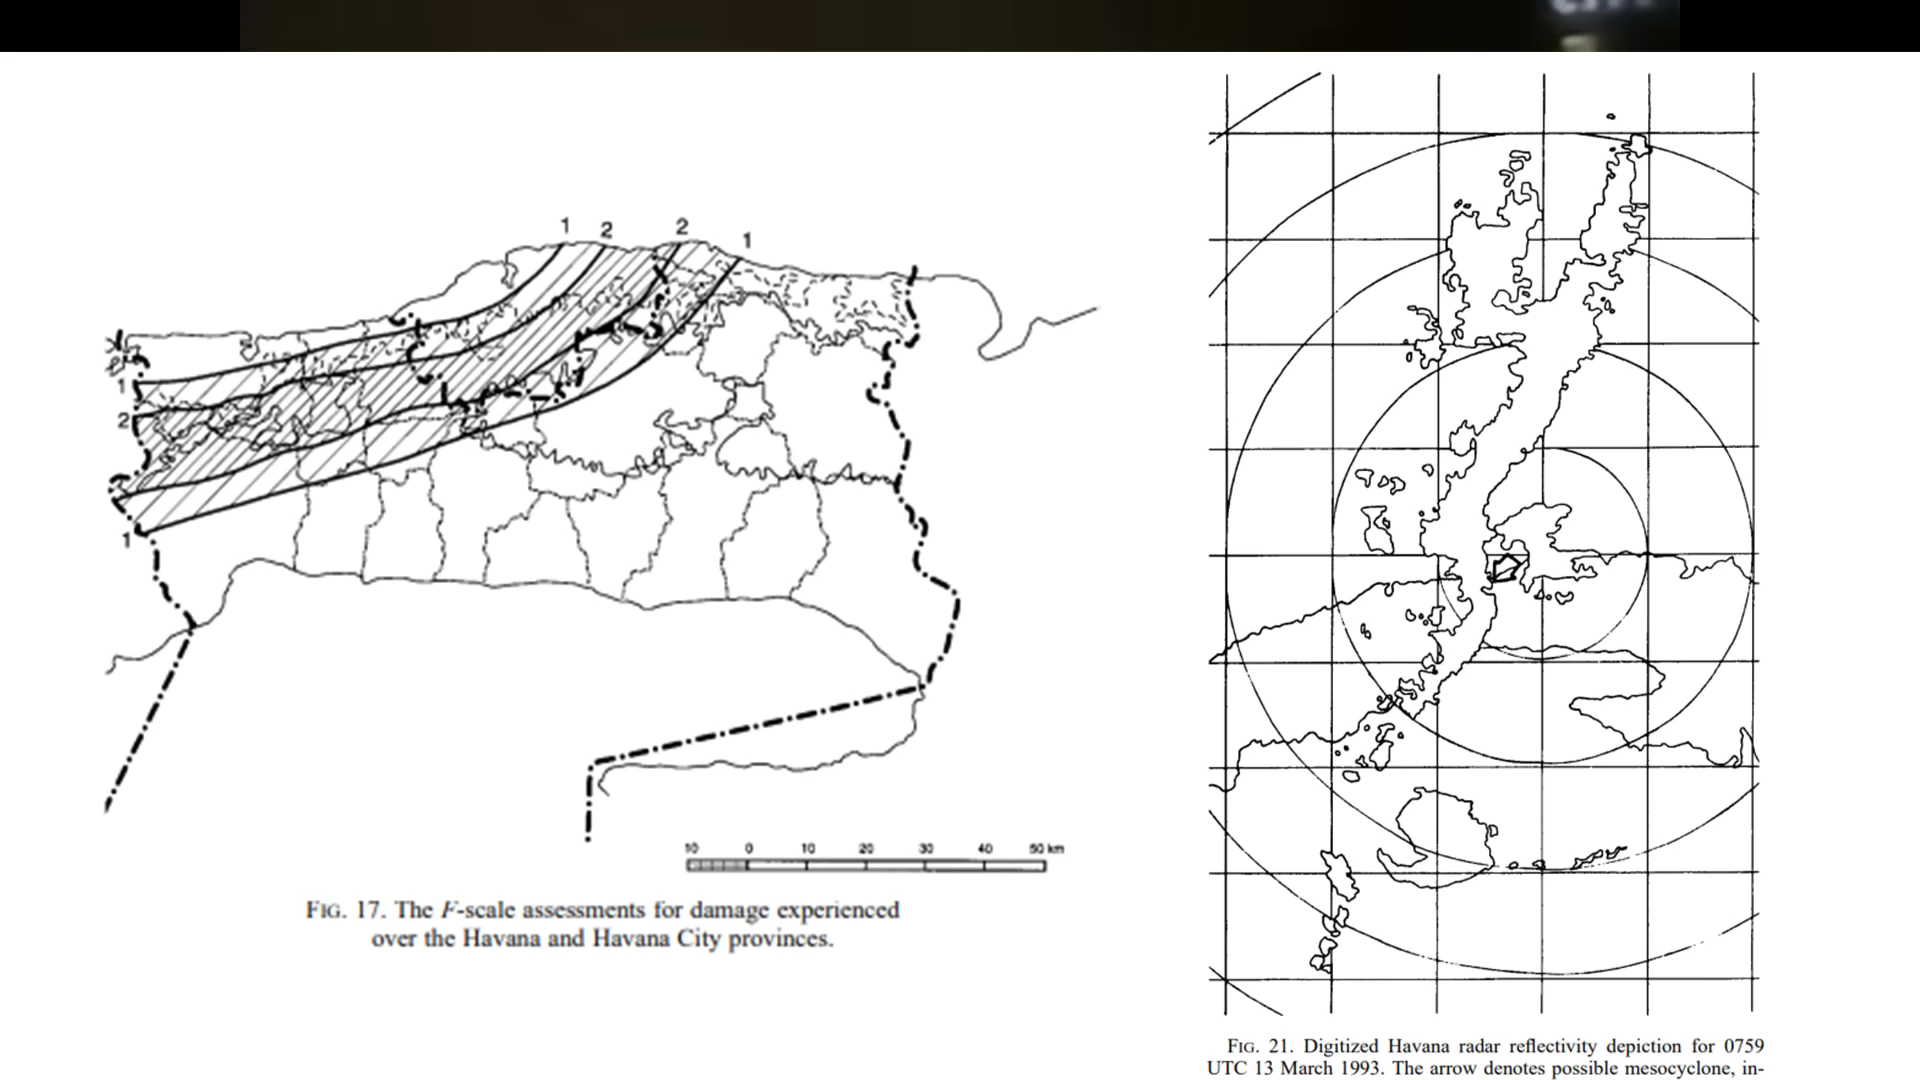 1 2 2 1
1
2
1
10 0 10 20 30 40 50 km
FIG. 17. The F-scale assessments for damage experienced
over the Havana and Havana City provinces.
FIG. 21. Digitized Havana radar reflectivity depiction for 0759
UTC 13 March 1993. The arrow denotes possible mesocyclone, in-